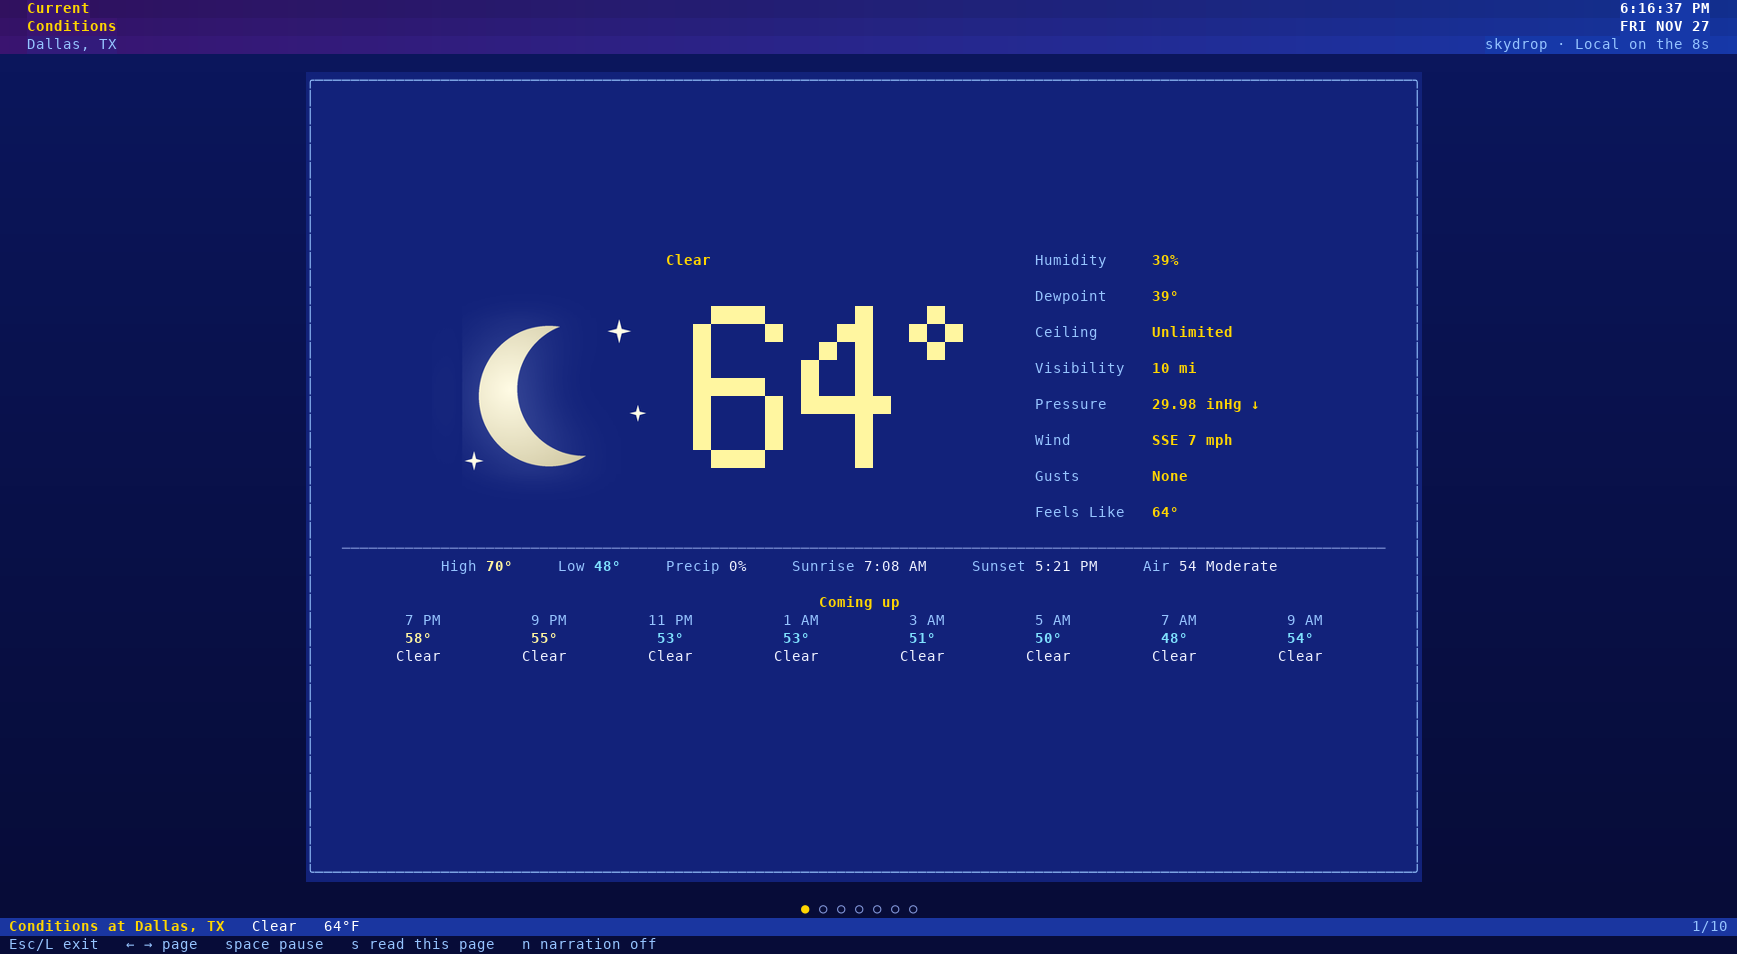 Current
Conditions
Dallas, TX
6:16:37 PM
FRI NOV 27
skydrop · Local on the 8s
Clear
64°
Humidity 39%
Dewpoint 39°
Ceiling Unlimited
Visibility 10 mi
Pressure 29.98 inHg ↓
Wind SSE 7 mph
Gusts None
Feels Like 64°
High 70° Low 48° Precip 0% Sunrise 7:08 AM Sunset 5:21 PM Air 54 Moderate
Coming up
7 PM 9 PM 11 PM 1 AM 3 AM 5 AM 7 AM 9 AM
58° 55° 53° 53° 51° 50° 48° 54°
Clear Clear Clear Clear Clear Clear Clear Clear
Conditions at Dallas, TX Clear 64°F 1/10
Esc/L exit ← → page space pause s read this page n narration off